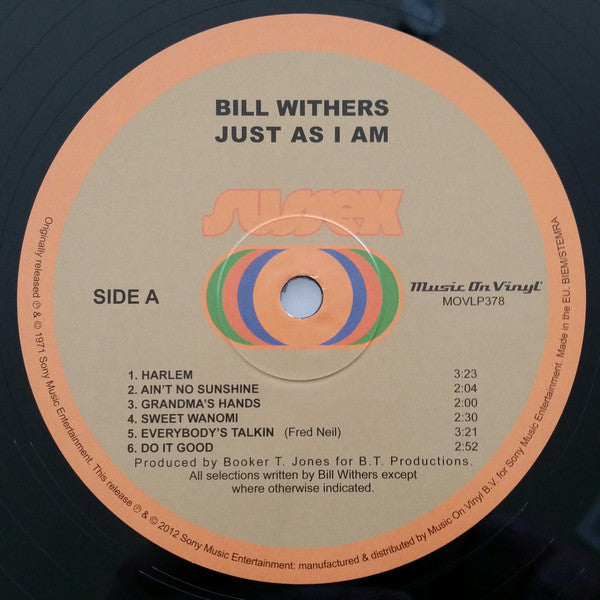 BILL WITHERS
JUST AS I AM
sussex
SIDE A
Music On Vinyl
MOVLP378
1. HARLEM 3:23
2. AIN'T NO SUNSHINE 2:04
3. GRANDMA'S HANDS 2:00
4. SWEET WANOMI 2:30
5. EVERYBODY'S TALKIN (Fred Neil) 3:21
6. DO IT GOOD 2:52
Produced by Booker T. Jones for B.T. Productions.
All selections written by Bill Withers except
where otherwise indicated.
Originally released ℗ & © 1971 Sony Music Entertainment. This release ℗ & © 2012 Sony Music Entertainment: manufactured & distributed by Music On Vinyl B.V. for Sony Music Entertainment. Made in the EU. BIEM/STEMRA